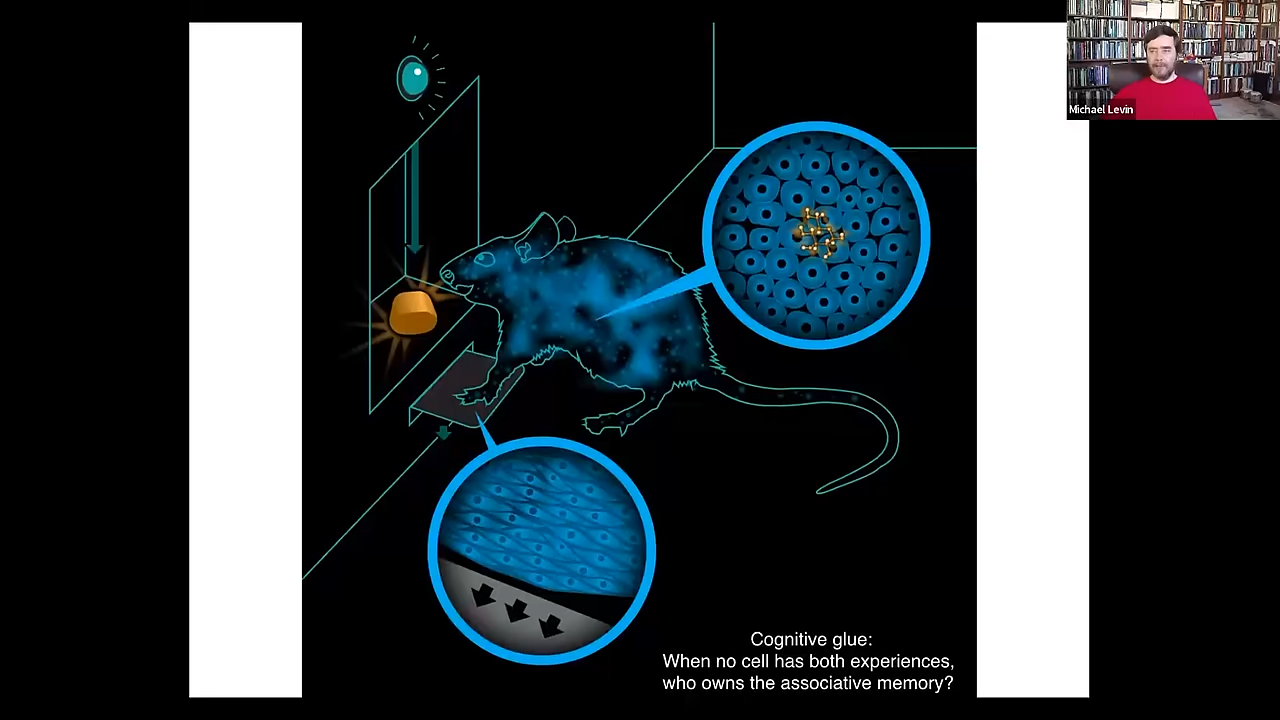 Michael Levin
Cognitive glue:
When no cell has both experiences,
who owns the associative memory?